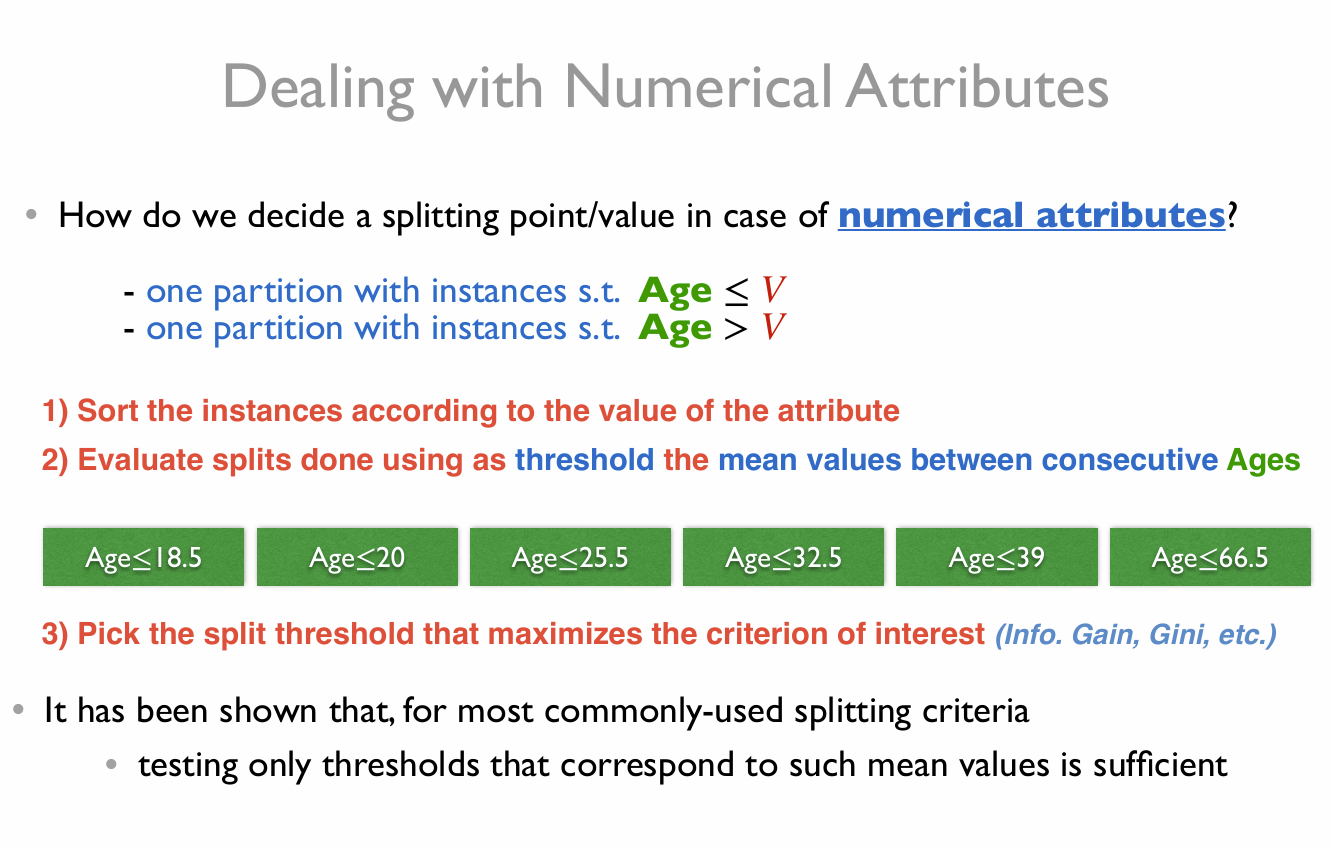 Dealing with Numerical Attributes
• How do we decide a splitting point/value in case of numerical attributes?
- one partition with instances s.t. Age ≤ V
- one partition with instances s.t. Age > V
1) Sort the instances according to the value of the attribute
2) Evaluate splits done using as threshold the mean values between consecutive Ages
Age≤18.5 Age≤20 Age≤25.5 Age≤32.5 Age≤39 Age≤66.5
3) Pick the split threshold that maximizes the criterion of interest (Info. Gain, Gini, etc.)
• It has been shown that, for most commonly-used splitting criteria
• testing only thresholds that correspond to such mean values is sufficient